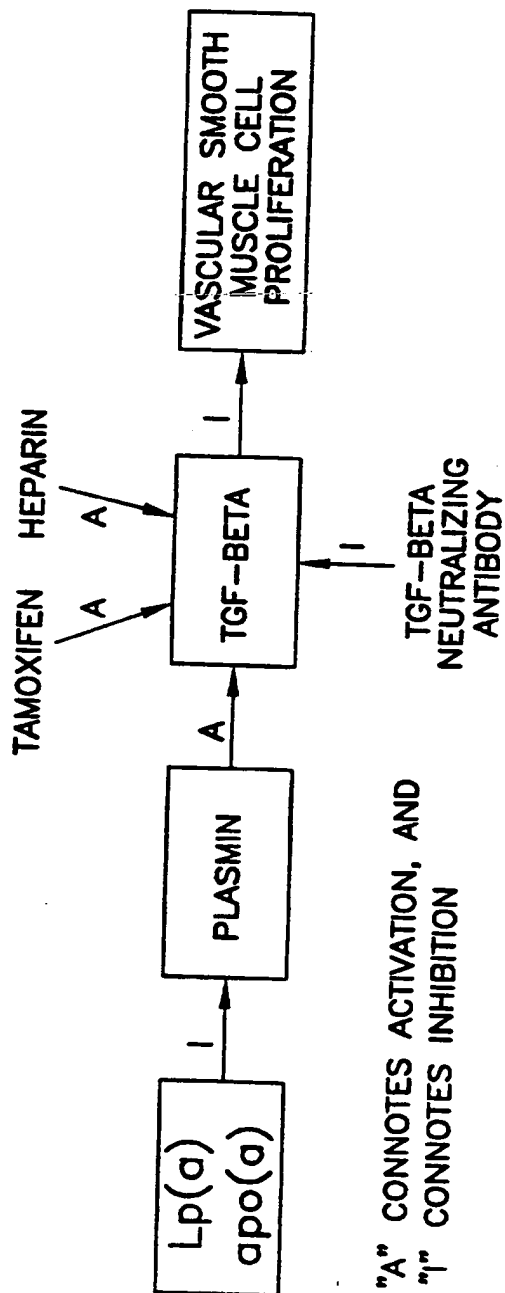 TAMOXIFEN
HEPARIN
A
A
Lp(a)
apo(a)
I
PLASMIN
A
TGF-BETA
I
VASCULAR SMOOTH
MUSCLE CELL
PROLIFERATION
I
TGF-BETA
NEUTRALIZING
ANTIBODY
"A" CONNOTES ACTIVATION, AND
"I" CONNOTES INHIBITION